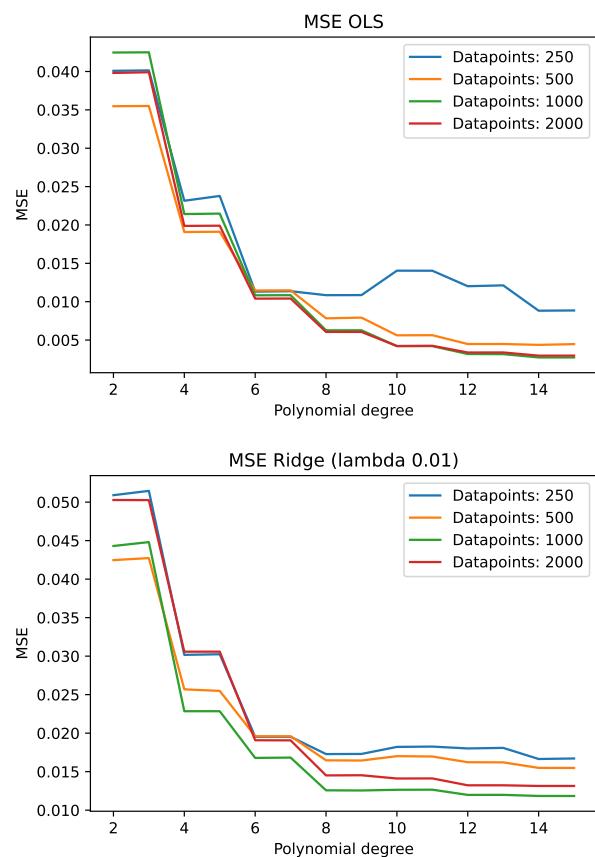 MSE OLS
Datapoints: 250
Datapoints: 500
Datapoints: 1000
Datapoints: 2000
0.040
0.035
0.030
0.025
0.020
0.015
0.010
0.005
MSE
2 4 6 8 10 12 14
Polynomial degree
MSE Ridge (lambda 0.01)
Datapoints: 250
Datapoints: 500
Datapoints: 1000
Datapoints: 2000
0.050
0.045
0.040
0.035
0.030
0.025
0.020
0.015
0.010
MSE
2 4 6 8 10 12 14
Polynomial degree